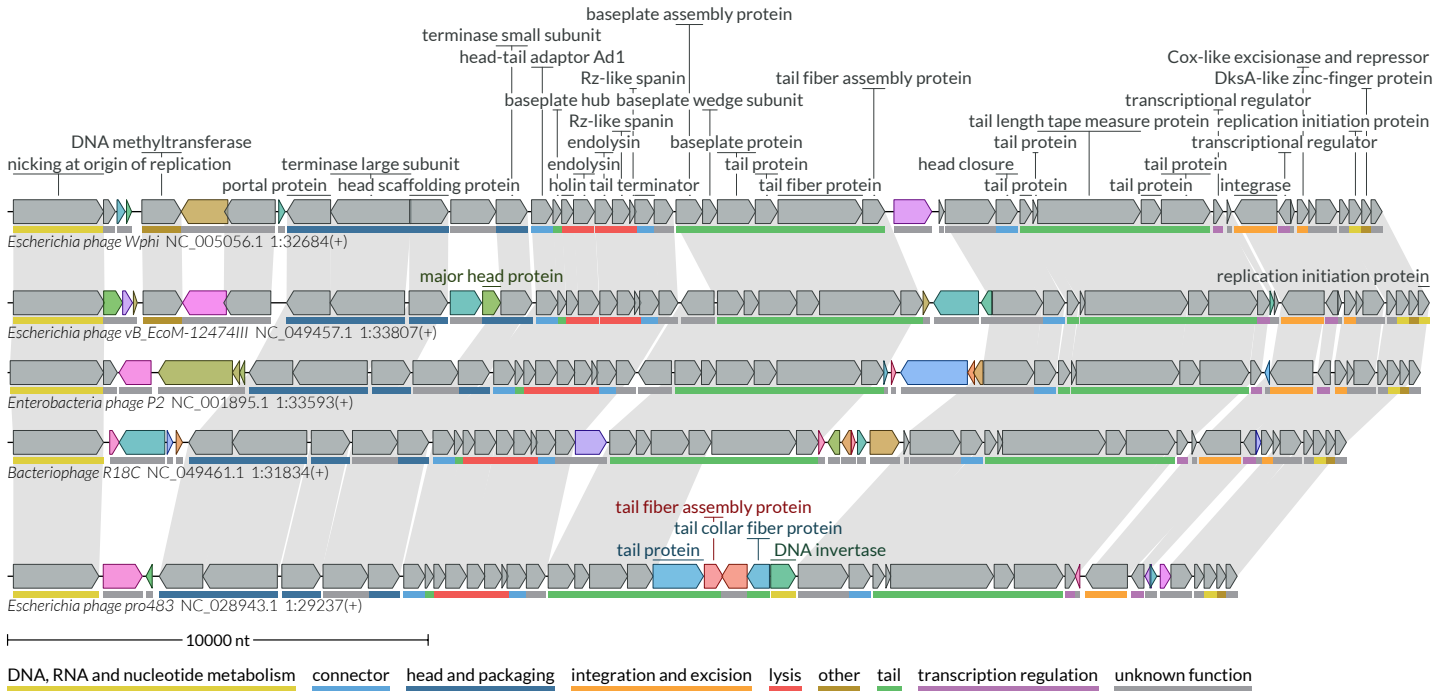 baseplate assembly protein
terminase small subunit
head-tail adaptor Ad1
Cox-like excisionase and repressor
Rz-like spanin
tail fiber assembly protein
DksA-like zinc-finger protein
baseplate hub
baseplate wedge subunit
transcriptional regulator
Rz-like spanin
tail length tape measure protein
replication initiation protein
DNA methyltransferase
endolysin
baseplate protein
tail protein
tail protein
transcriptional regulator
nicking at origin of replication
terminase large subunit
endolysin
tail protein
head closure
tail protein
portal protein
head scaffolding protein
holin
tail terminator
tail fiber protein
tail protein
tail protein
integrase
Escherichia phage Wphi NC_005056.1 1:32684(+)
major head protein
replication initiation protein
Escherichia phage vB_EcoM-12474III NC_049457.1 1:33807(+)
Enterobacteria phage P2 NC_001895.1 1:33593(+)
Bacteriophage R18C NC_049461.1 1:31834(+)
tail fiber assembly protein
tail collar fiber protein
tail protein
DNA invertase
Escherichia phage pro483 NC_028943.1 1:29237(+)
10000 nt
DNA, RNA and nucleotide metabolism
connector
head and packaging
integration and excision
lysis
other
tail
transcription regulation
unknown function